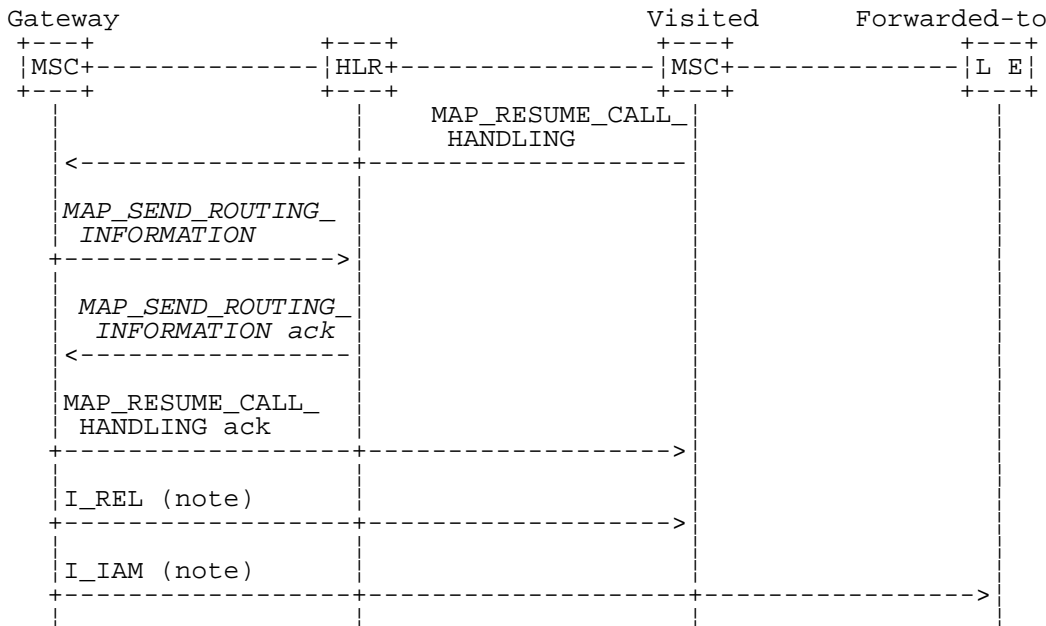 Gateway Visited Forwarded-to
MSC HLR MSC L E
MAP_RESUME_CALL_
HANDLING
MAP_SEND_ROUTING_
INFORMATION
MAP_SEND_ROUTING_
INFORMATION ack
MAP_RESUME_CALL_
HANDLING ack
I_REL (note)
I_IAM (note)